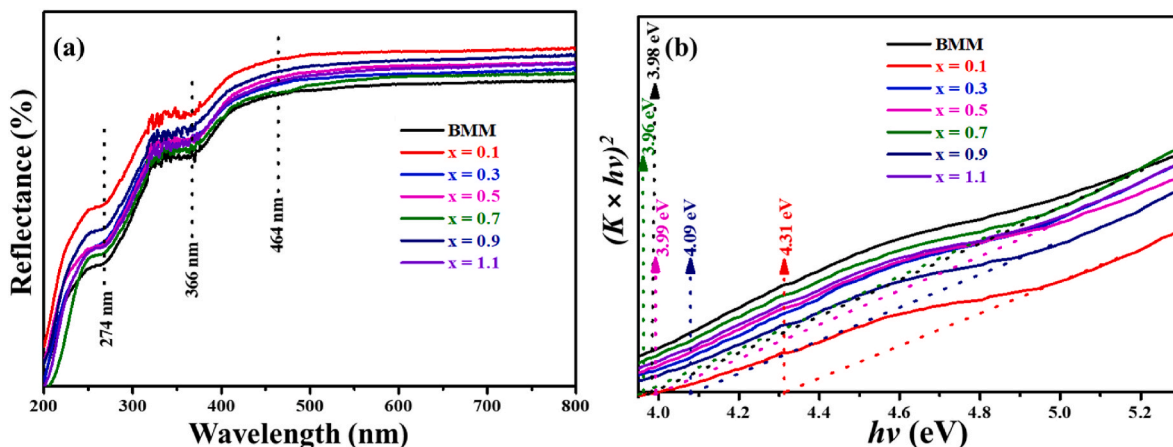 (a)
Reflectance (%)
274 nm
366 nm
464 nm
BMM
x = 0.1
x = 0.3
x = 0.5
x = 0.7
x = 0.9
x = 1.1
200
300
400
500
600
700
800
Wavelength (nm)
(b)
(K × hν)²
3.96 eV
3.98 eV
3.99 eV
4.09 eV
4.31 eV
BMM
x = 0.1
x = 0.3
x = 0.5
x = 0.7
x = 0.9
x = 1.1
4.0
4.2
4.4
4.6
4.8
5.0
5.2
hν (eV)